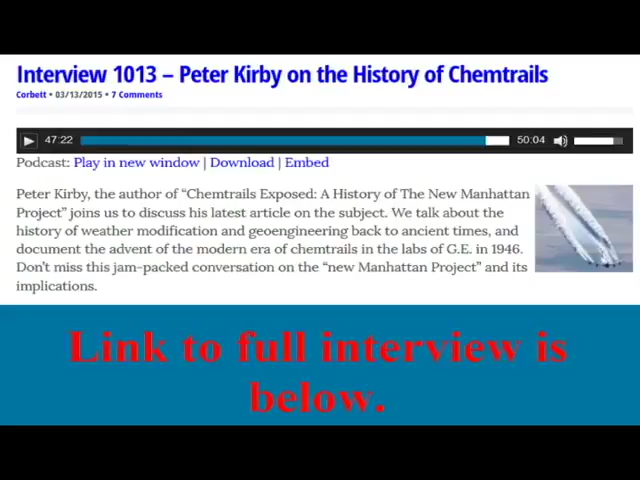 Interview 1013 – Peter Kirby on the History of Chemtrails
Corbett • 03/13/2015 • 7 Comments
47:22 50:04
Podcast: Play in new window | Download | Embed
Peter Kirby, the author of “Chemtrails Exposed: A History of The New Manhattan
Project” joins us to discuss his latest article on the subject. We talk about the
history of weather modification and geoengineering back to ancient times, and
document the advent of the modern era of chemtrails in the labs of G.E. in 1946.
Don’t miss this jam-packed conversation on the “new Manhattan Project” and its
implications.
Link to full interview is
below.